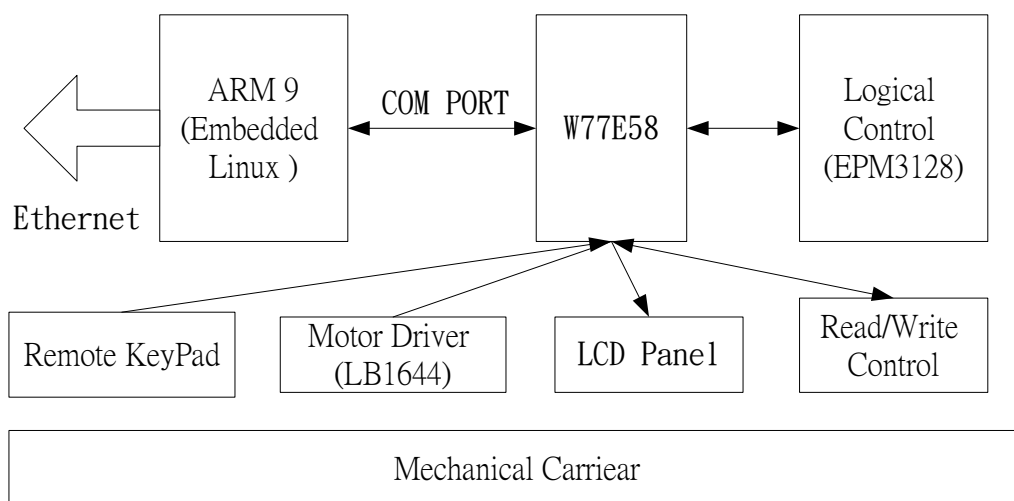 ARM 9
(Embedded
Linux )
COM PORT
W77E58
Logical
Control
(EPM3128)
Ethernet
Remote KeyPad
Motor Driver
(LB1644)
LCD Panel
Read/Write
Control
Mechanical Carriear